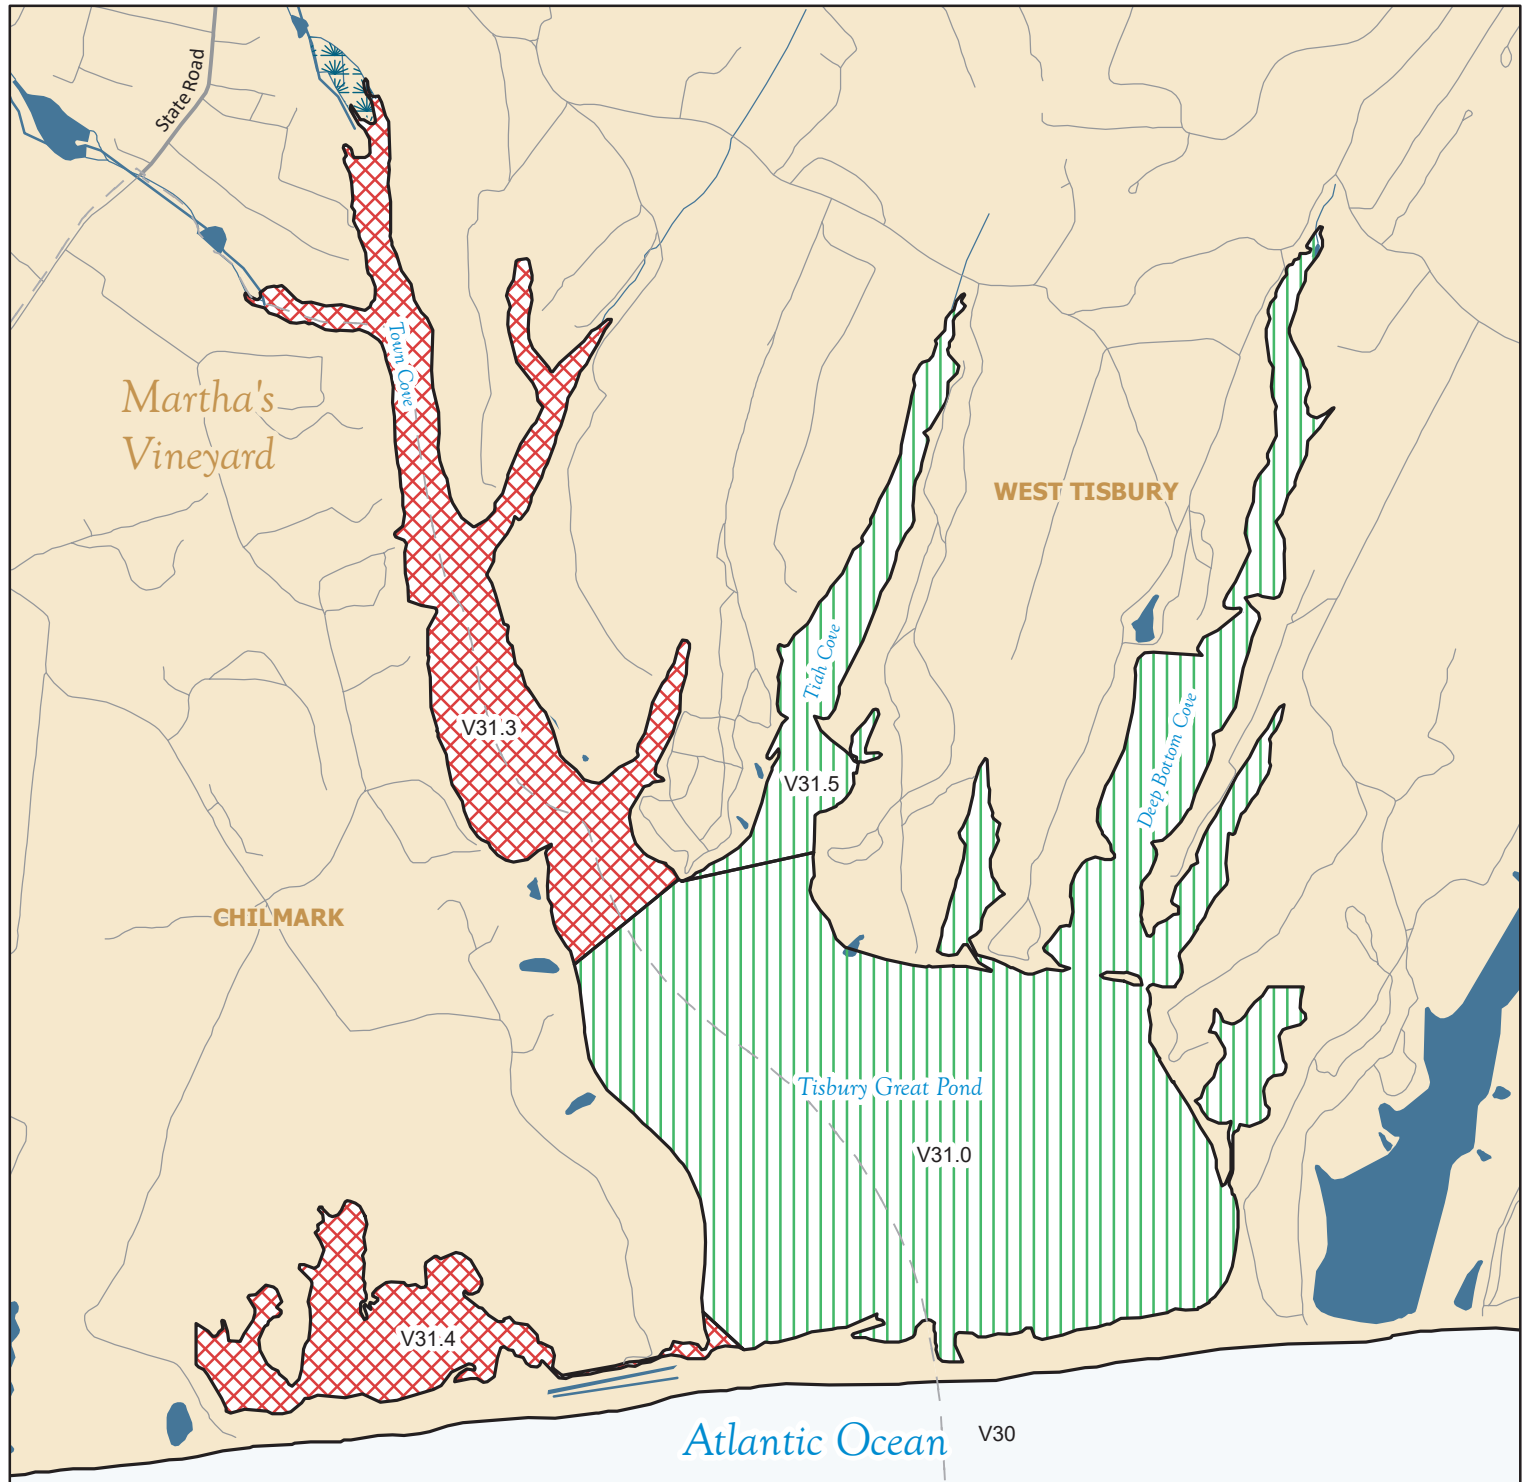 State Road
Town Cove
Martha's
Vineyard
WEST TISBURY
Tiah Cove
Deep Bottom Cove
V31.3
V31.5
CHILMARK
Tisbury Great Pond
V31.0
V31.4
Atlantic Ocean
V30